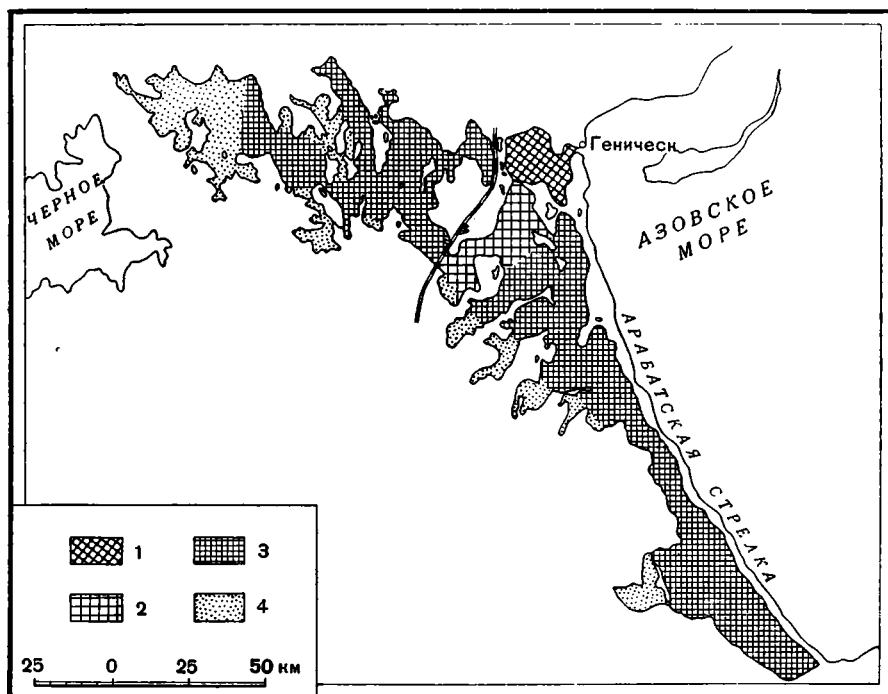 Геническ
ЧЕРНОЕ
МОРЕ
АЗОВСКОЕ
МОРЕ
АРАБАТСКАЯ СТРЕЛКА
1 3
2 4
25 0 25 50 км